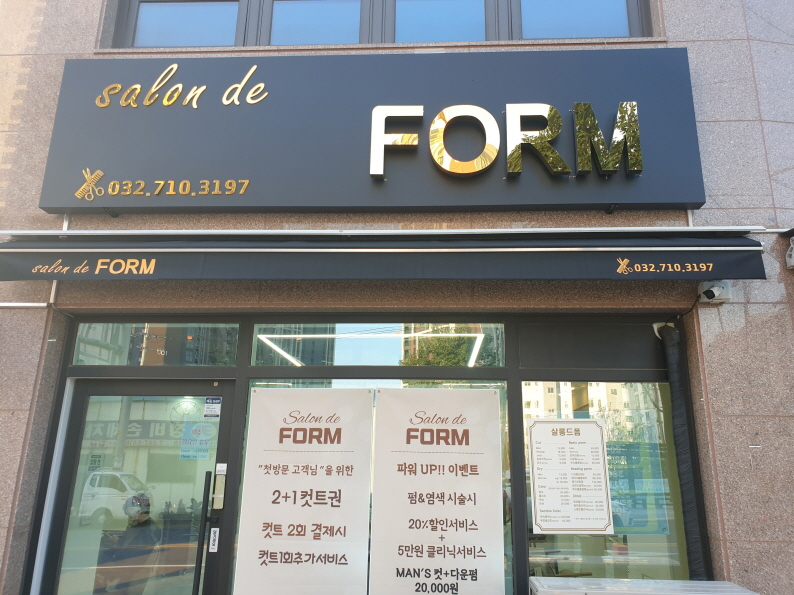 salon de
FORM
032.710.3197
salon de FORM
032.710.3197
Salon de
FORM
"첫방문 고객님"을 위한
2+1 컷트권
컷트 2회 결제시
컷트1회추가서비스
Salon de
FORM
파워 UP!! 이벤트
펌&염색 시술시
20%할인서비스
+
5만원 클리닉서비스
MAN'S 컷+다운펌
20,000원
살롱드폼